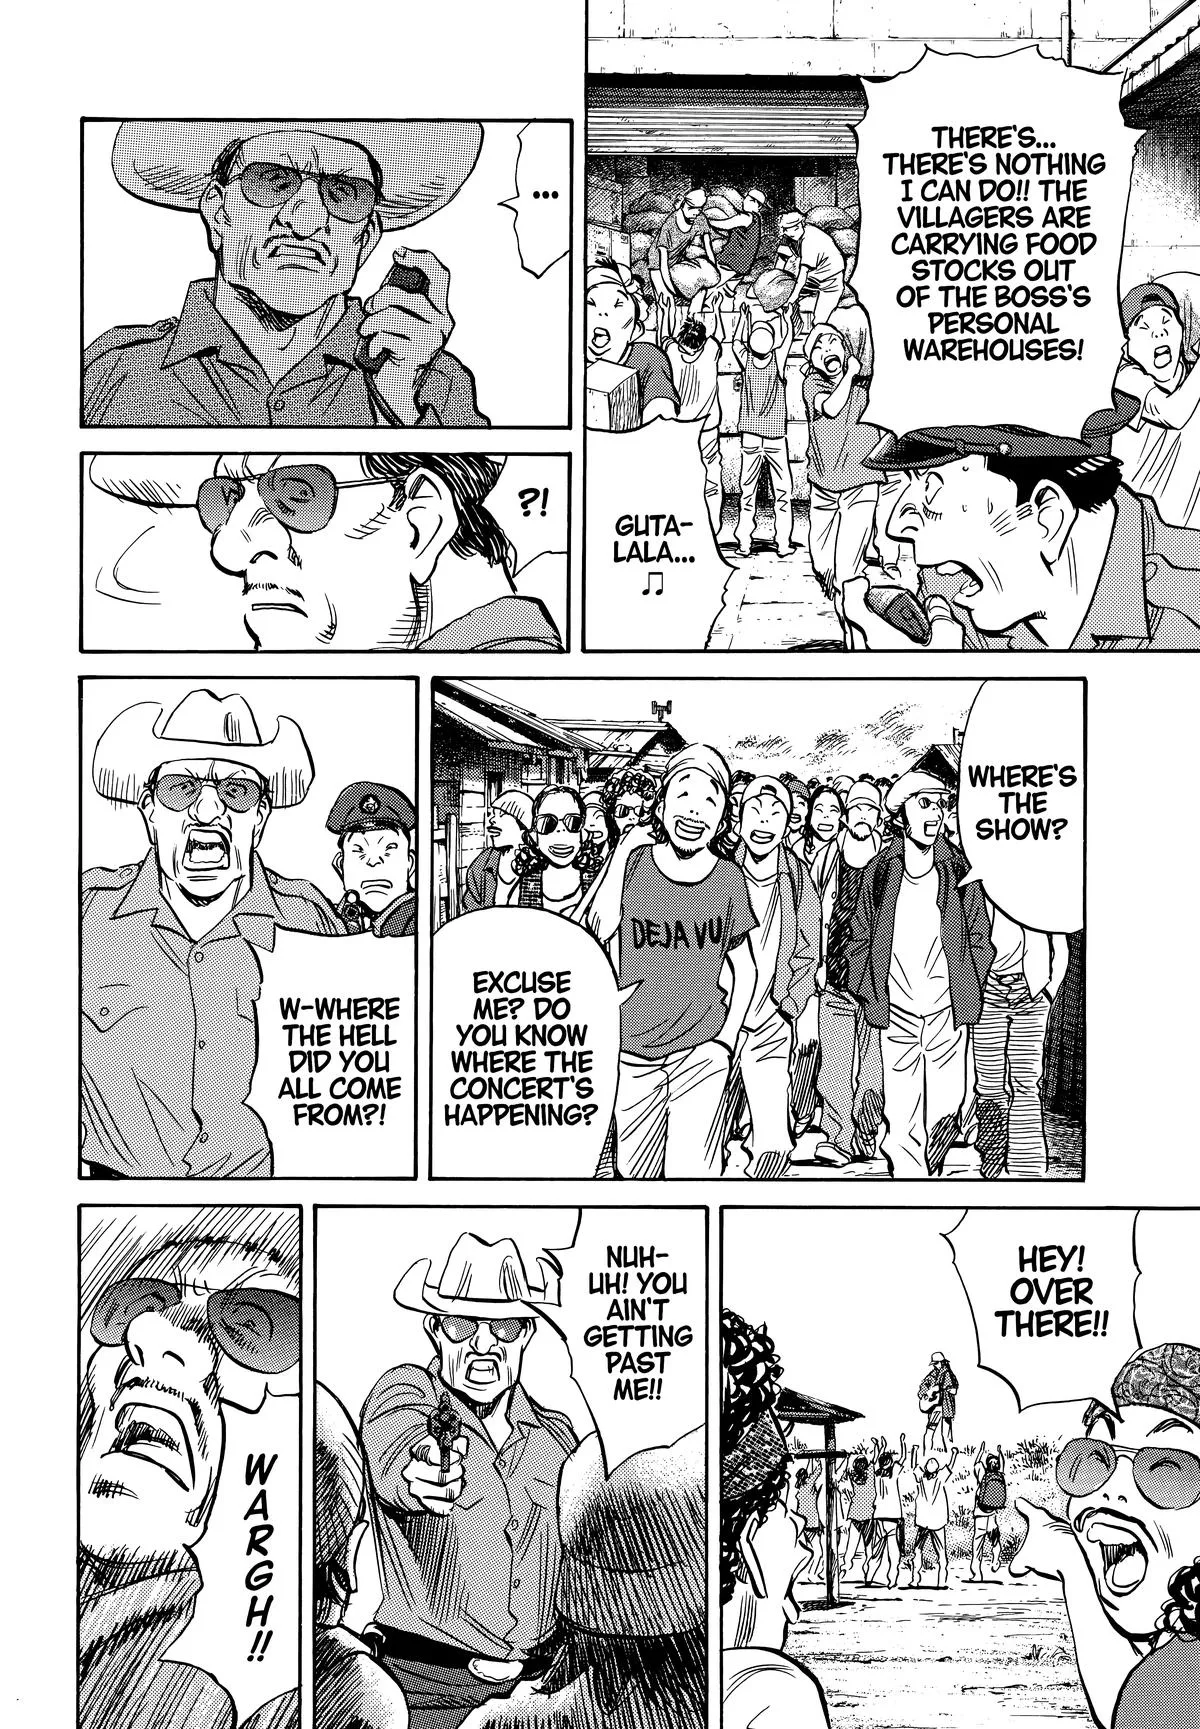 THERE'S...
THERE'S NOTHING
I CAN DO!! THE
VILLAGERS ARE
CARRYING FOOD
STOCKS OUT
OF THE BOSS'S
PERSONAL
WAREHOUSES!
GUTA-
LALA...
♫
...
?!
WHERE'S
THE
SHOW?
DEJA VU
EXCUSE
ME? DO
YOU KNOW
WHERE THE
CONCERT'S
HAPPENING?
W-WHERE
THE HELL
DID YOU
ALL COME
FROM?!
HEY!
OVER
THERE!!
NUH-
UH! YOU
AIN'T
GETTING
PAST
ME!!
WARGH!!